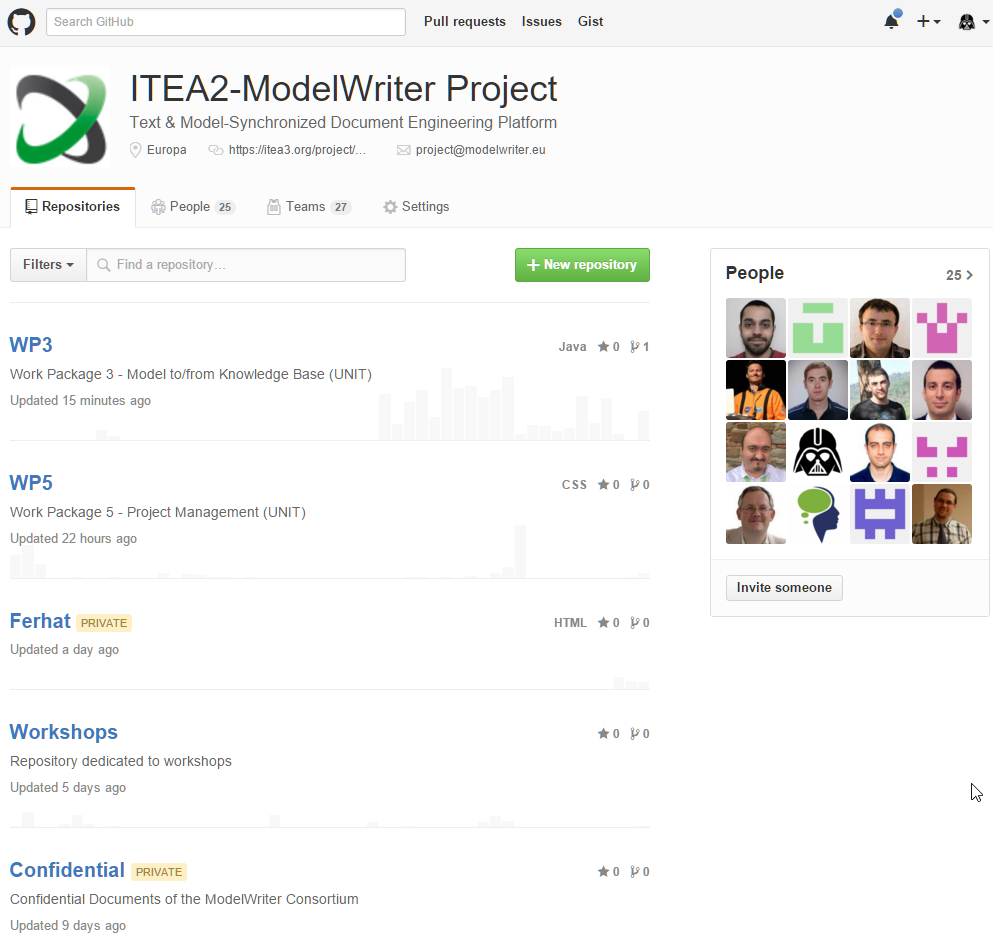 Search GitHub
Pull requests Issues Gist
ITEA2-ModelWriter Project
Text & Model-Synchronized Document Engineering Platform
Europa https://itea3.org/project/... project@modelwriter.eu
Repositories People 25 Teams 27 Settings
Filters Find a repository... New repository
WP3 Java 0 1
Work Package 3 - Model to/from Knowledge Base (UNIT)
Updated 15 minutes ago
WP5 CSS 0 0
Work Package 5 - Project Management (UNIT)
Updated 22 hours ago
Ferhat PRIVATE HTML 0 0
Updated a day ago
Workshops 0 0
Repository dedicated to workshops
Updated 5 days ago
Confidential PRIVATE 0 0
Confidential Documents of the ModelWriter Consortium
Updated 9 days ago
People 25
Invite someone